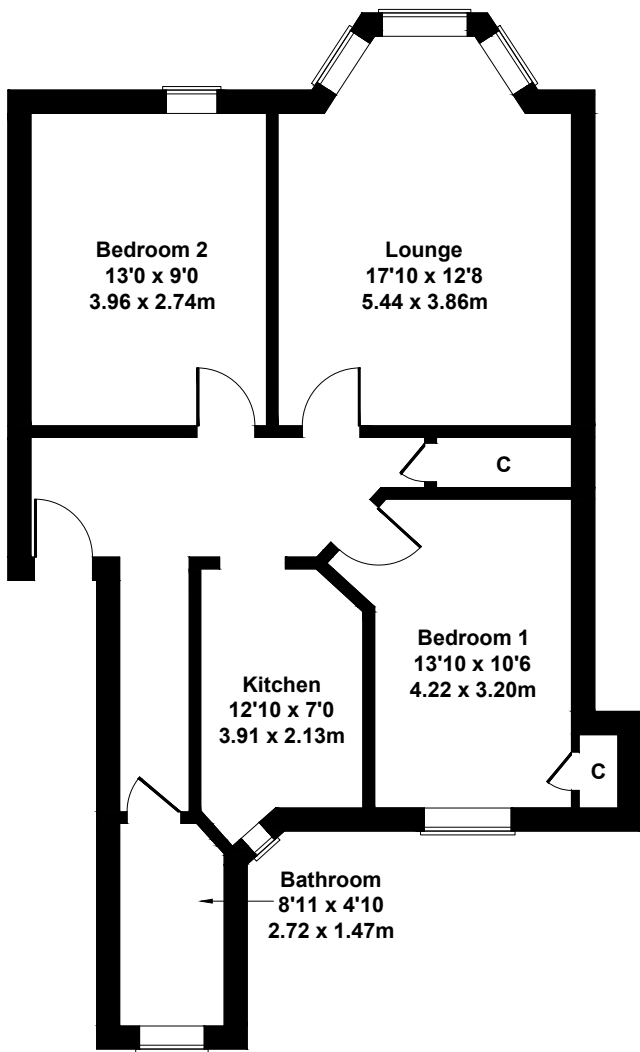 Bedroom 2
13'0 x 9'0
3.96 x 2.74m
Lounge
17'10 x 12'8
5.44 x 3.86m
C
Bedroom 1
13'10 x 10'6
4.22 x 3.20m
Kitchen
12'10 x 7'0
3.91 x 2.13m
C
Bathroom
8'11 x 4'10
2.72 x 1.47m